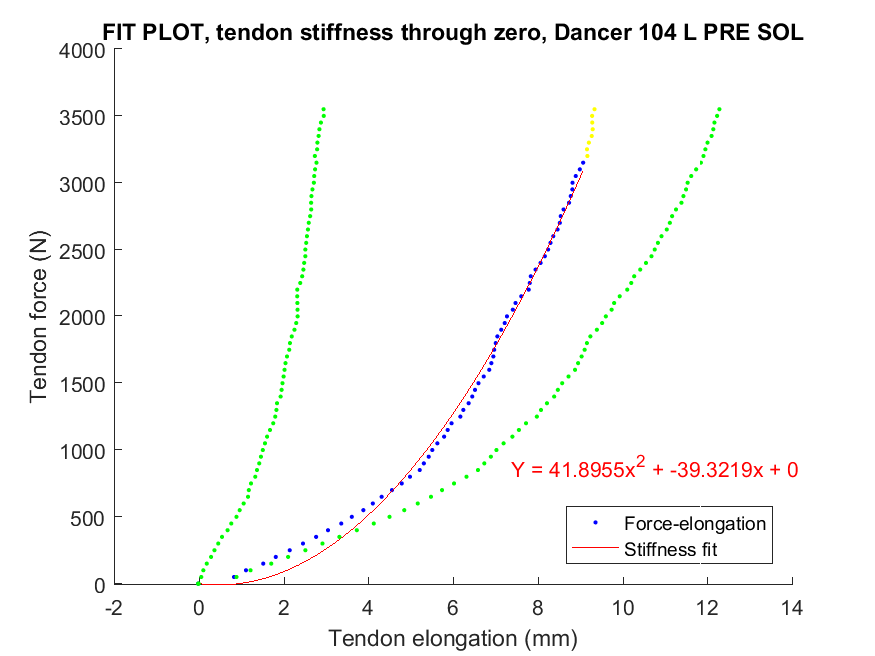 FIT PLOT, tendon stiffness through zero, Dancer 104 L PRE SOL
4000
3500
3000
2500
2000
1500
1000
500
0
Tendon force (N)
Y = 41.8955x² + -39.3219x + 0
Force-elongation
Stiffness fit
-2 0 2 4 6 8 10 12 14
Tendon elongation (mm)